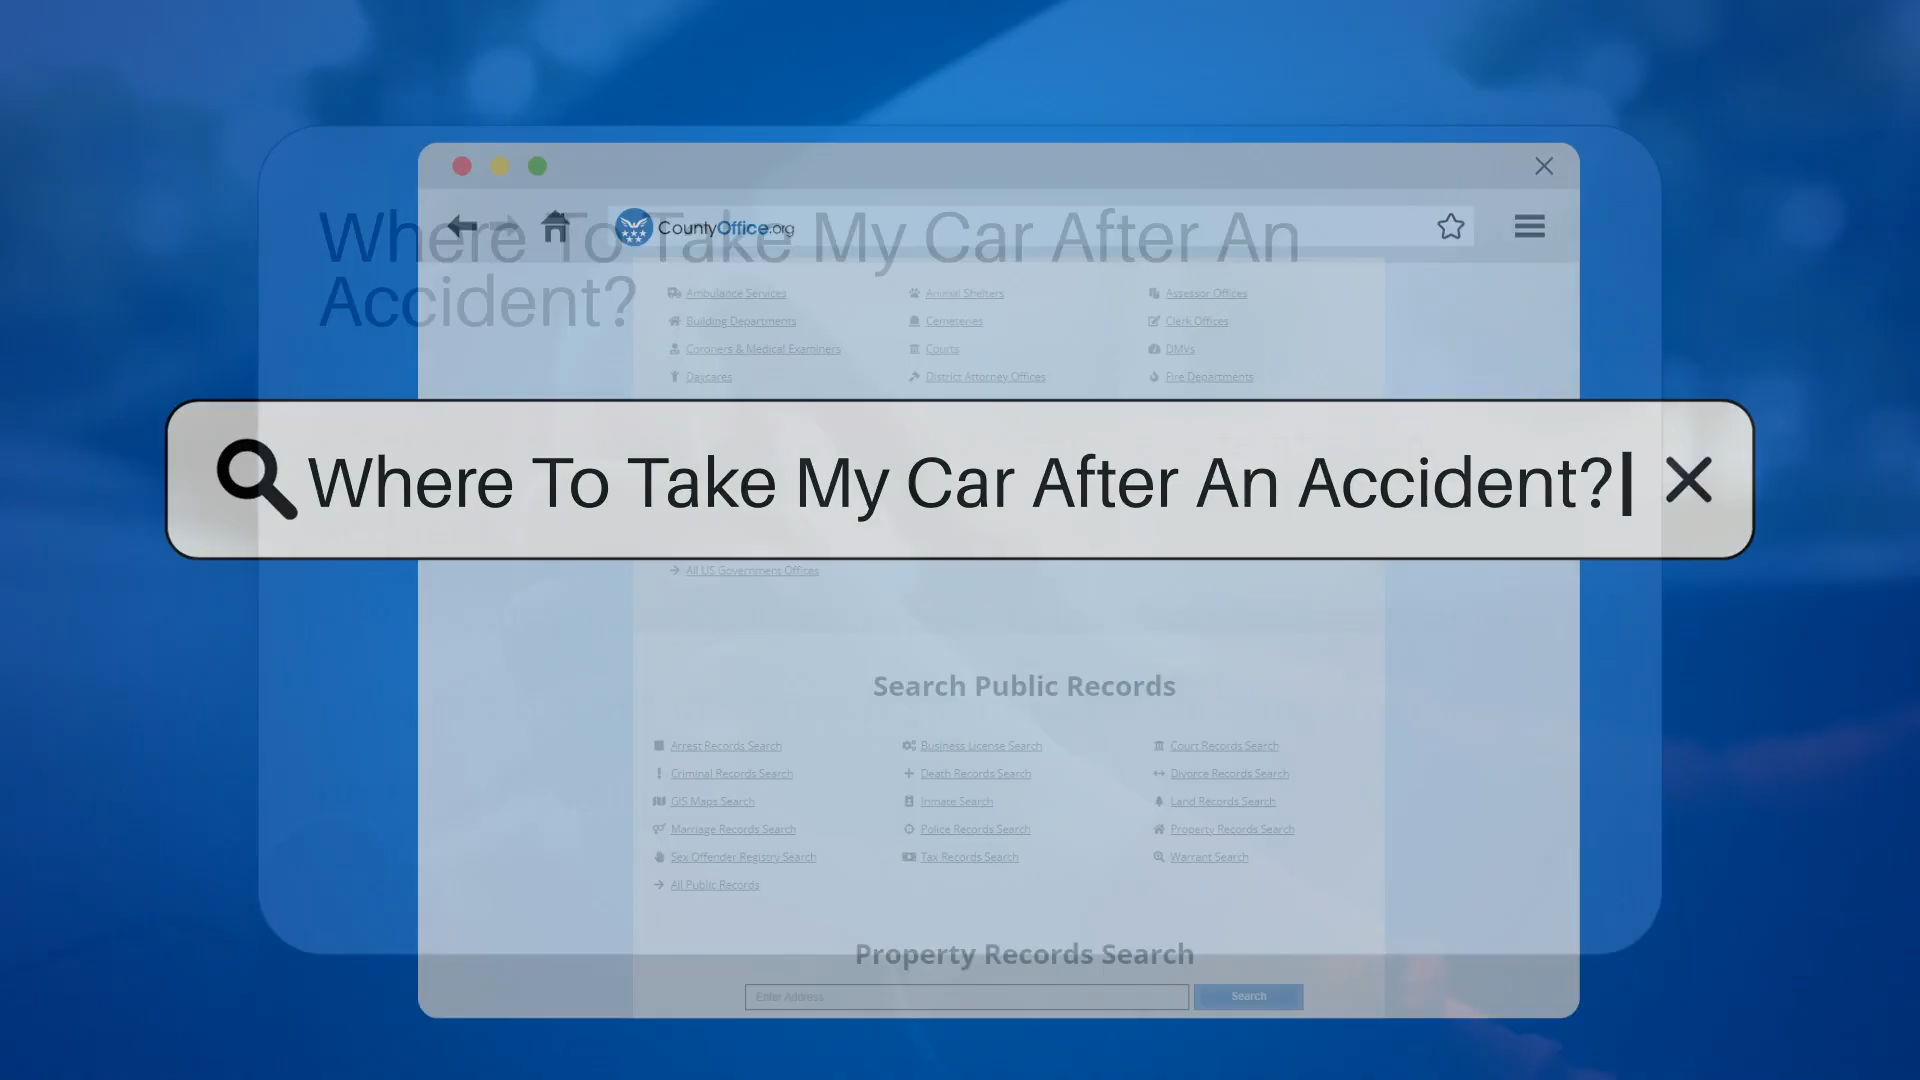 CountyOffice.org
Where To Take My Car After An
Accident?
Ambulance Services Animal Shelters Assessor Offices
Building Departments Cemeteries Clerk Offices
Coroners & Medical Examiners Courts DMVs
Daycares District Attorney Offices Fire Departments
Where To Take My Car After An Accident?
All US Government Offices
Search Public Records
Arrest Records Search Business License Search Court Records Search
Criminal Records Search Death Records Search Divorce Records Search
GIS Maps Search Inmate Search Land Records Search
Marriage Records Search Police Records Search Property Records Search
Sex Offender Registry Search Tax Records Search Warrant Search
All Public Records
Property Records Search
Enter Address Search